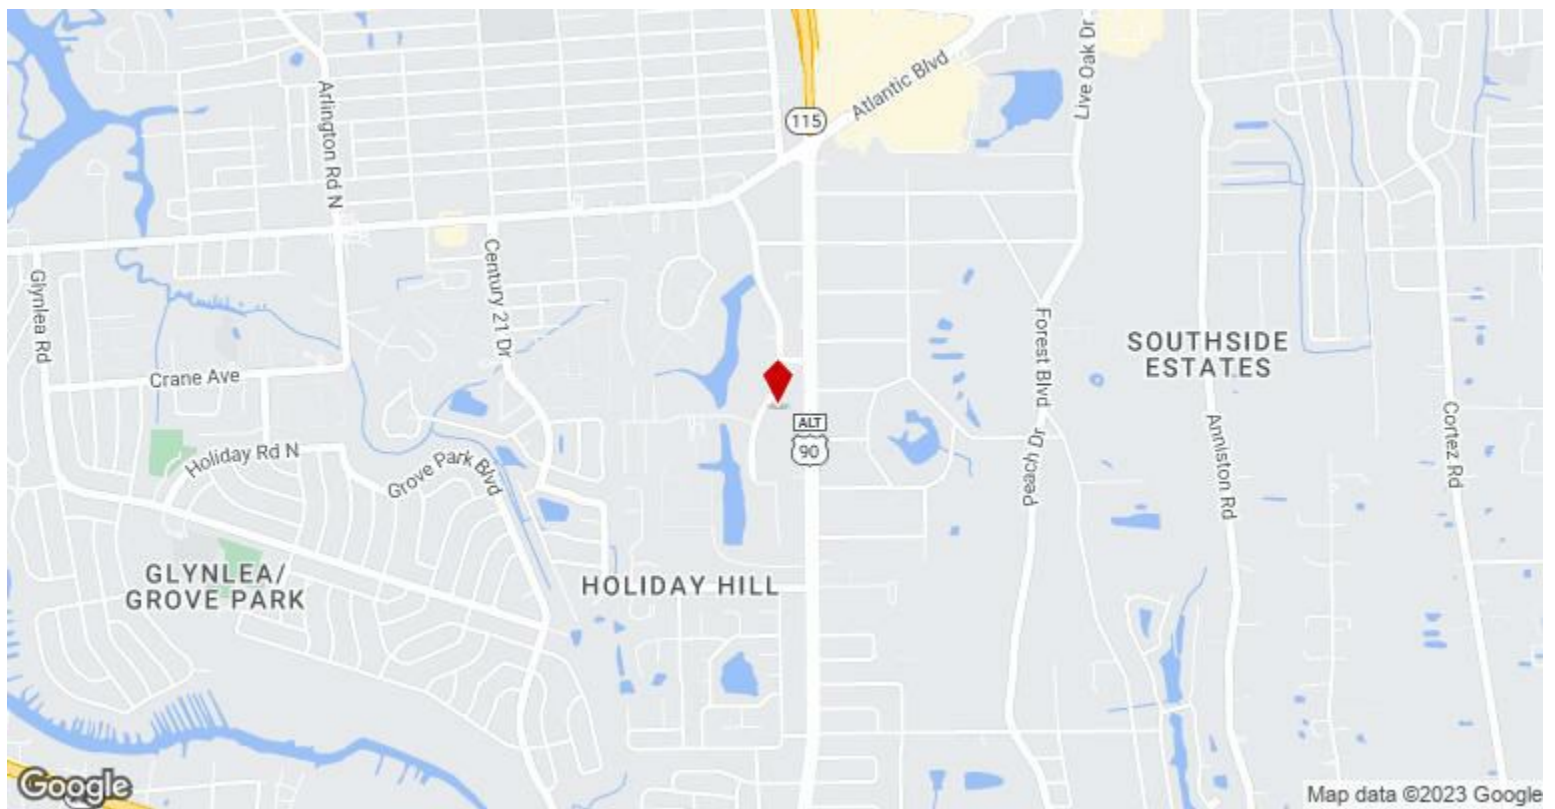 Live Oak Dr
Atlantic Blvd
115
Arlington Rd N
Century 21 Dr
Glynlea Rd
Crane Ave
Forest Blvd
SOUTHSIDE
ESTATES
ALT
90
Anniston Rd
Cortez Rd
Holiday Rd N
Grove Park Blvd
Peach Dr
GLYNLEA/
GROVE PARK
HOLIDAY HILL
Google
Map data ©2023 Google